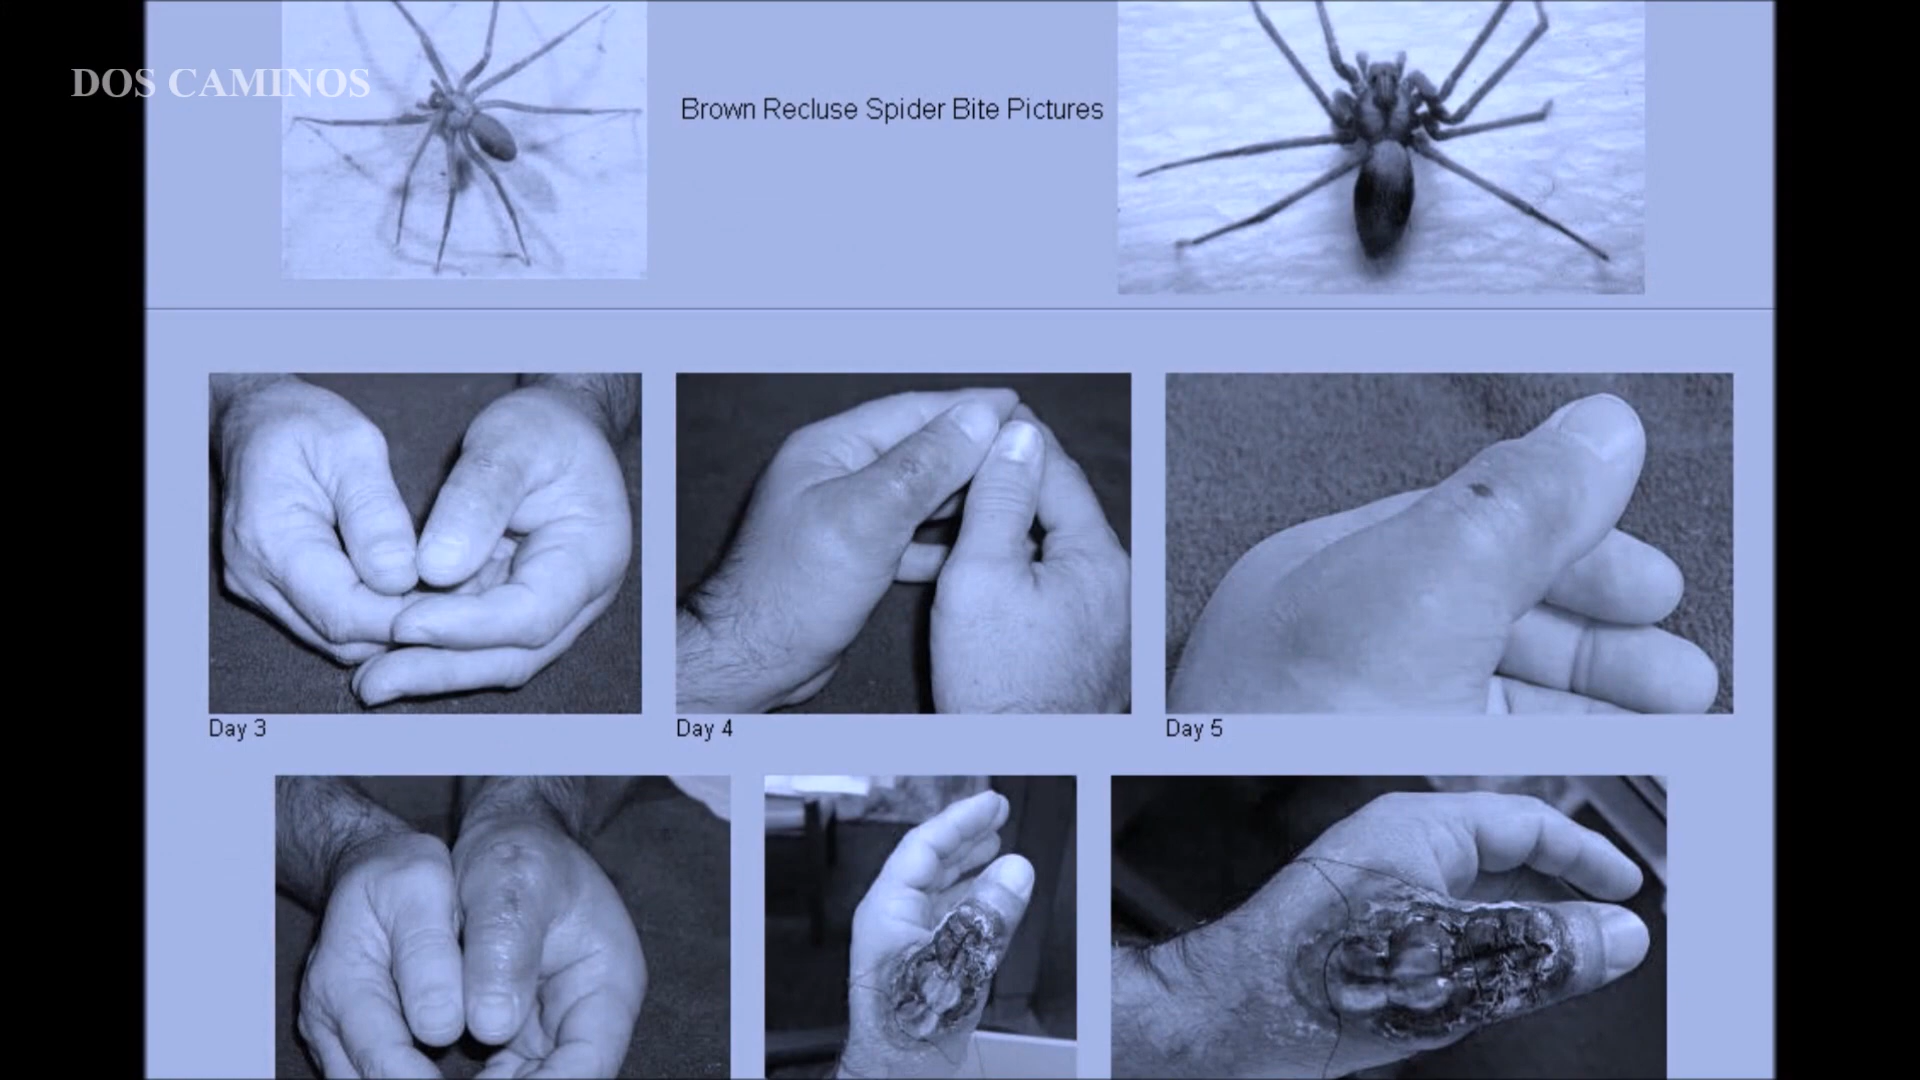 DOS CAMINOS
Brown Recluse Spider Bite Pictures
Day 3
Day 4
Day 5